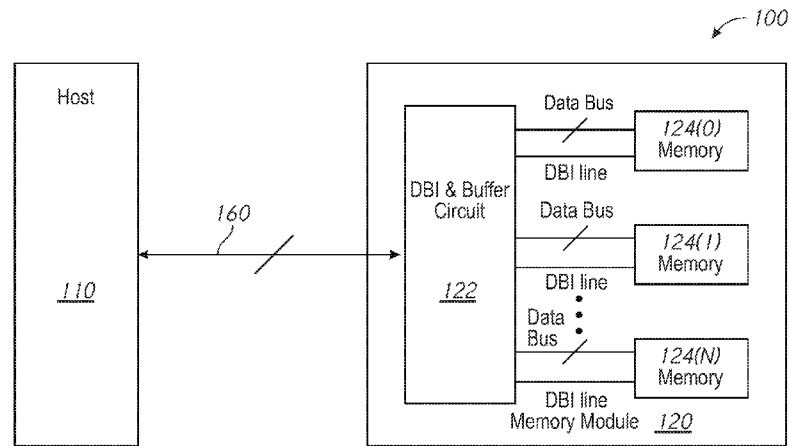 100
Host
110
160
DBI & Buffer
Circuit
122
Data Bus
DBI line
124(0)
Memory
Data Bus
DBI line
124(1)
Memory
Data
Bus
DBI line
124(N)
Memory
Memory Module 120